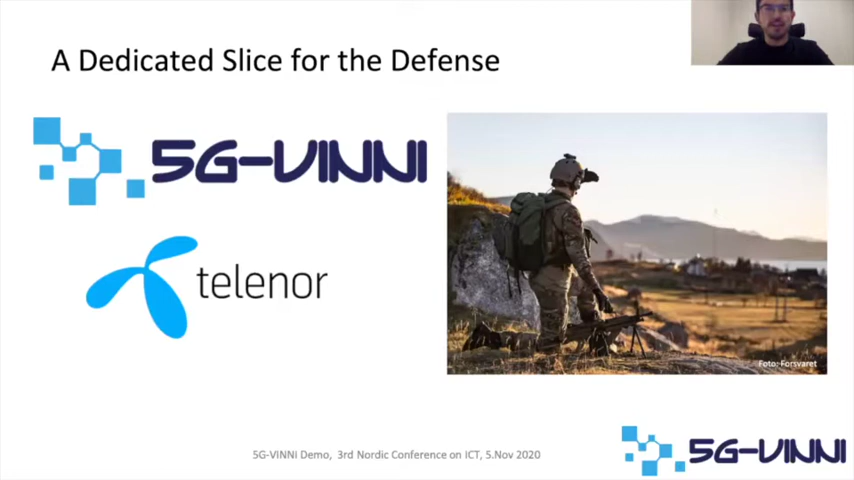 A Dedicated Slice for the Defense
5G-VINNI
telenor
Foto: Forsvaret
5G-VINNi Demo, 3rd Nordic Conference on ICT, 5.Nov 2020
5G-VINNI